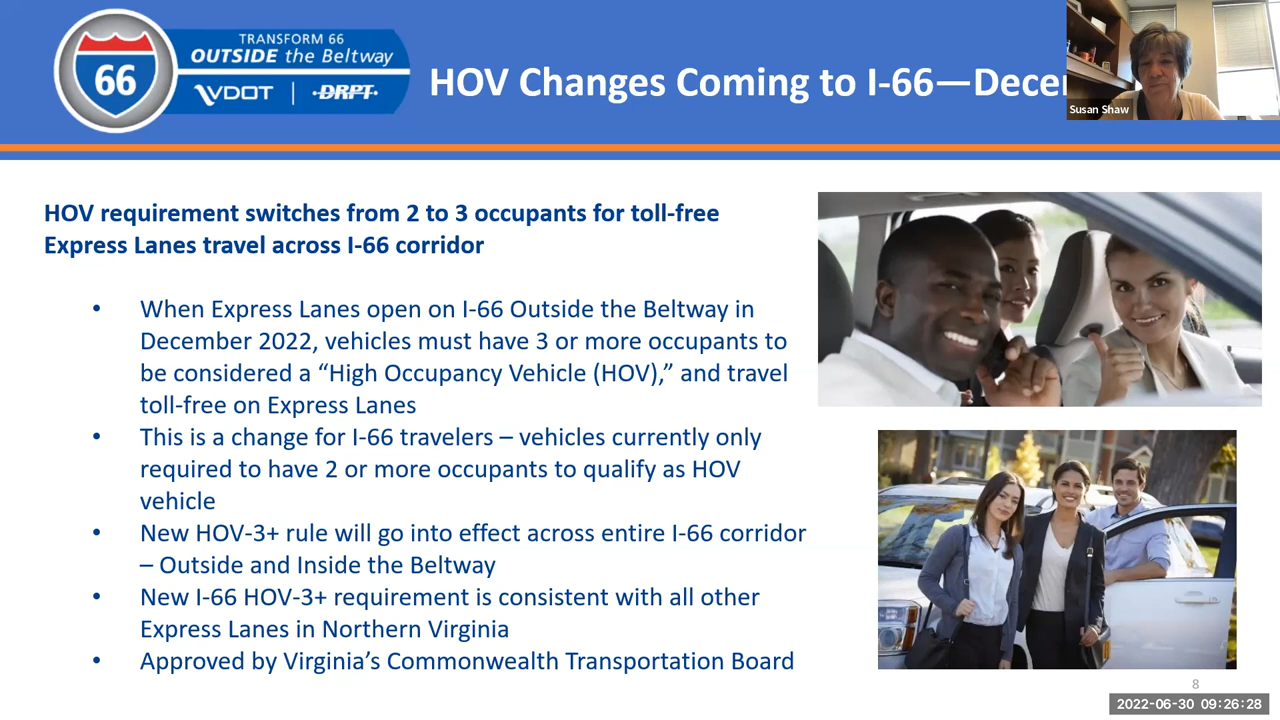 TRANSFORM 66
OUTSIDE the Beltway
66
VDOT | DRPT
HOV Changes Coming to I-66—Decem
Susan Shaw
HOV requirement switches from 2 to 3 occupants for toll-free
Express Lanes travel across I-66 corridor
• When Express Lanes open on I-66 Outside the Beltway in
December 2022, vehicles must have 3 or more occupants to
be considered a “High Occupancy Vehicle (HOV),” and travel
toll-free on Express Lanes
• This is a change for I-66 travelers – vehicles currently only
required to have 2 or more occupants to qualify as HOV
vehicle
• New HOV-3+ rule will go into effect across entire I-66 corridor
– Outside and Inside the Beltway
• New I-66 HOV-3+ requirement is consistent with all other
Express Lanes in Northern Virginia
• Approved by Virginia’s Commonwealth Transportation Board
8
2022-06-30 09:26:28